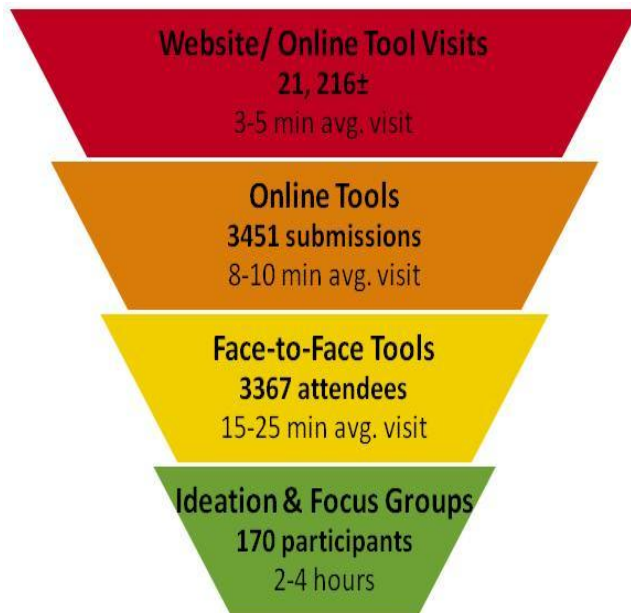 Website/ Online Tool Visits
21, 216±
3-5 min avg. visit
Online Tools
3451 submissions
8-10 min avg. visit
Face-to-Face Tools
3367 attendees
15-25 min avg. visit
Ideation & Focus Groups
170 participants
2-4 hours